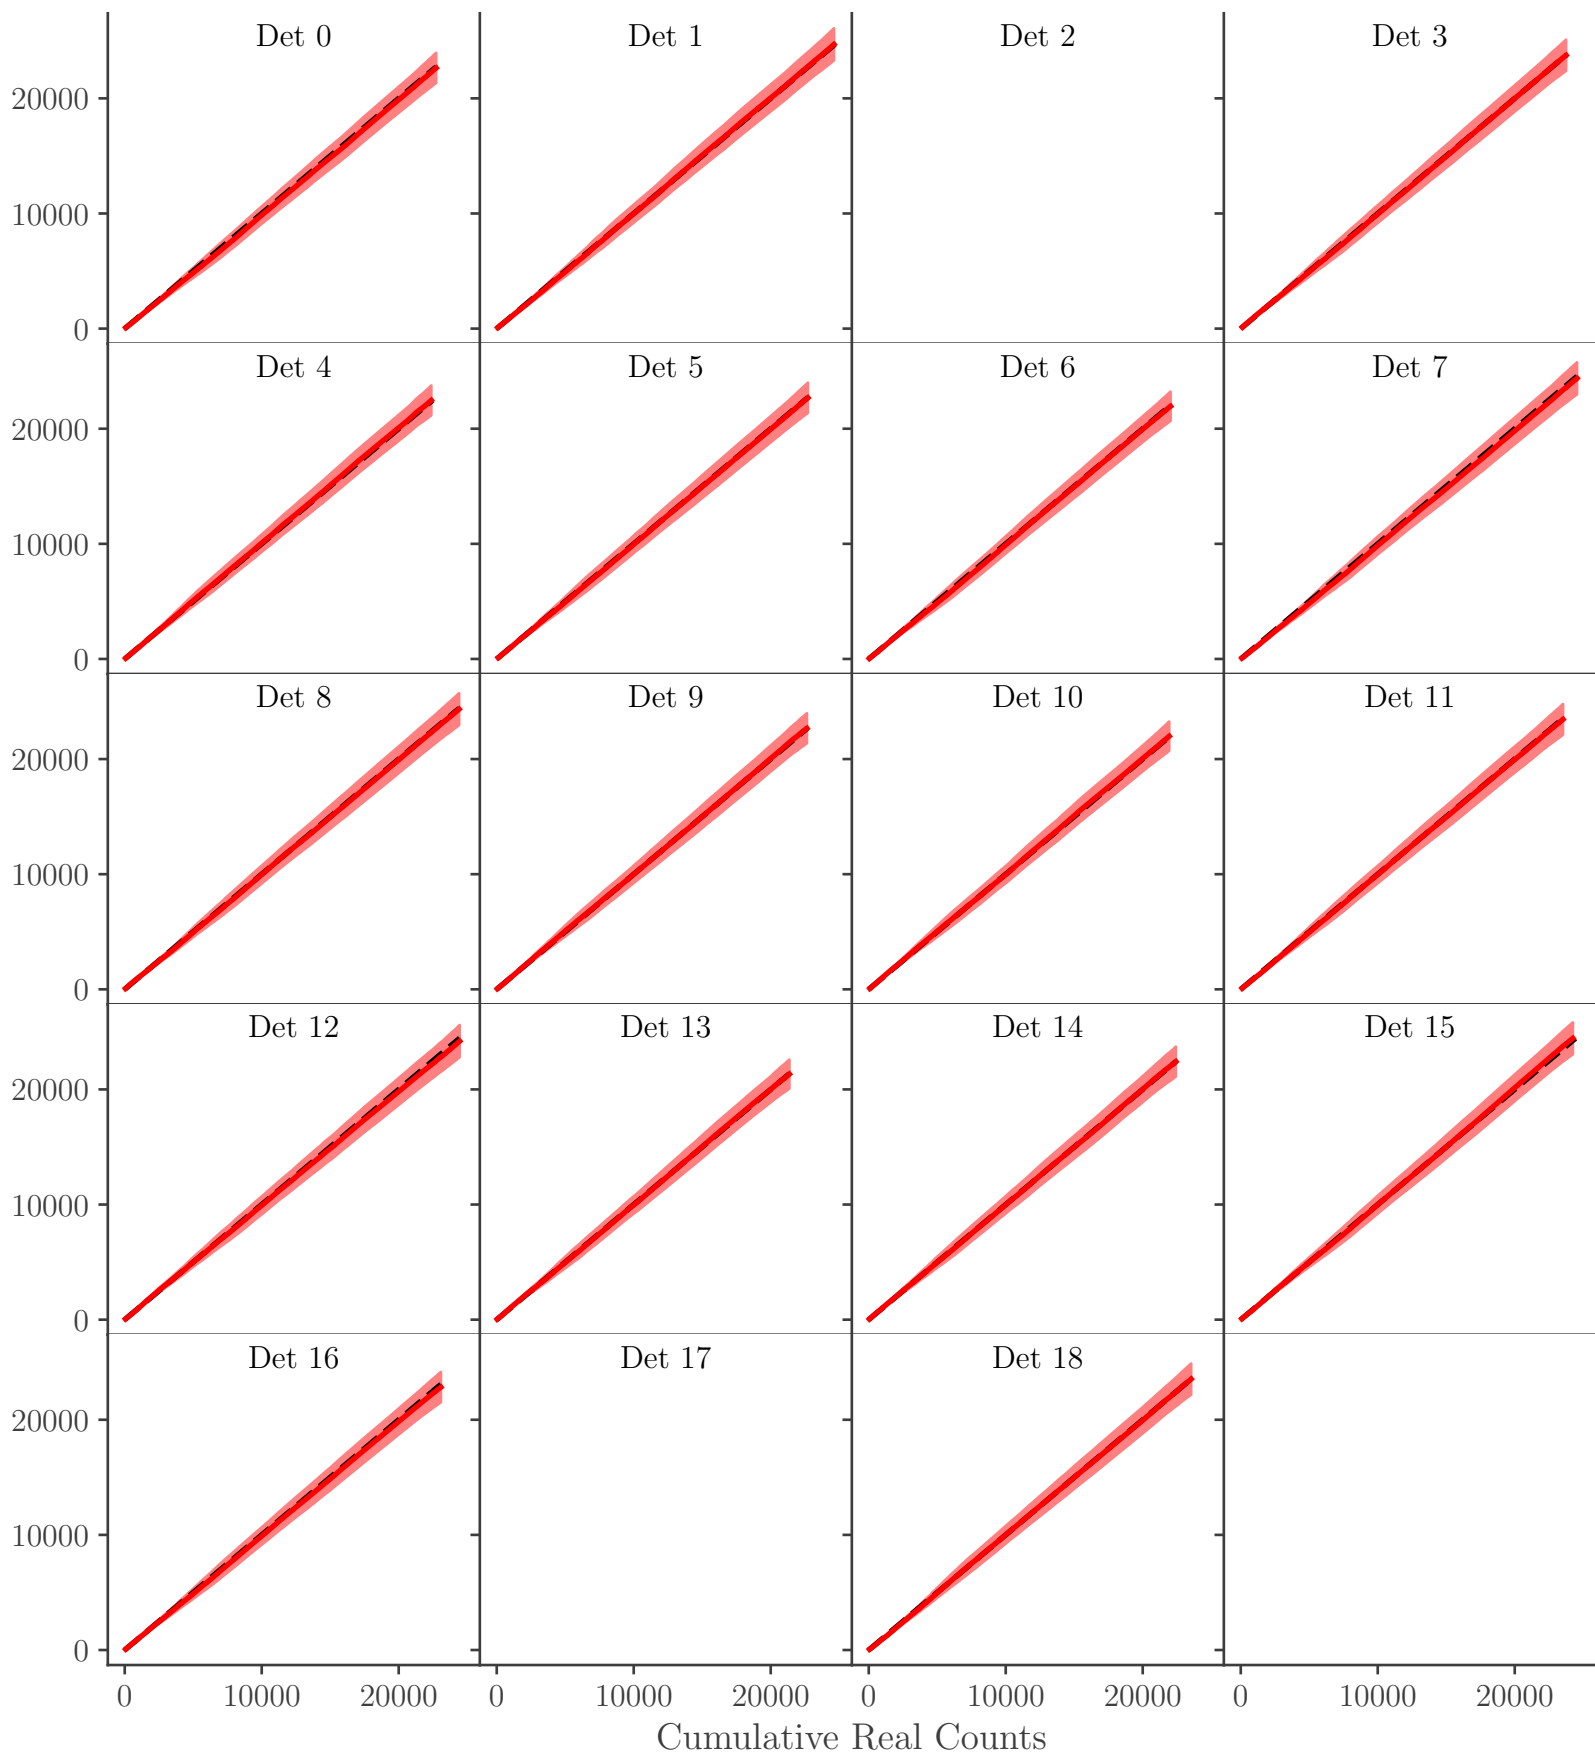 Det 0 Det 1 Det 2 Det 3
20000
10000
0
Det 4 Det 5 Det 6 Det 7
20000
10000
0
Det 8 Det 9 Det 10 Det 11
20000
10000
0
Det 12 Det 13 Det 14 Det 15
20000
10000
0
Det 16 Det 17 Det 18
20000
10000
0
0 10000 20000 0 10000 20000 0 10000 20000 0 10000 20000
Cumulative Real Counts